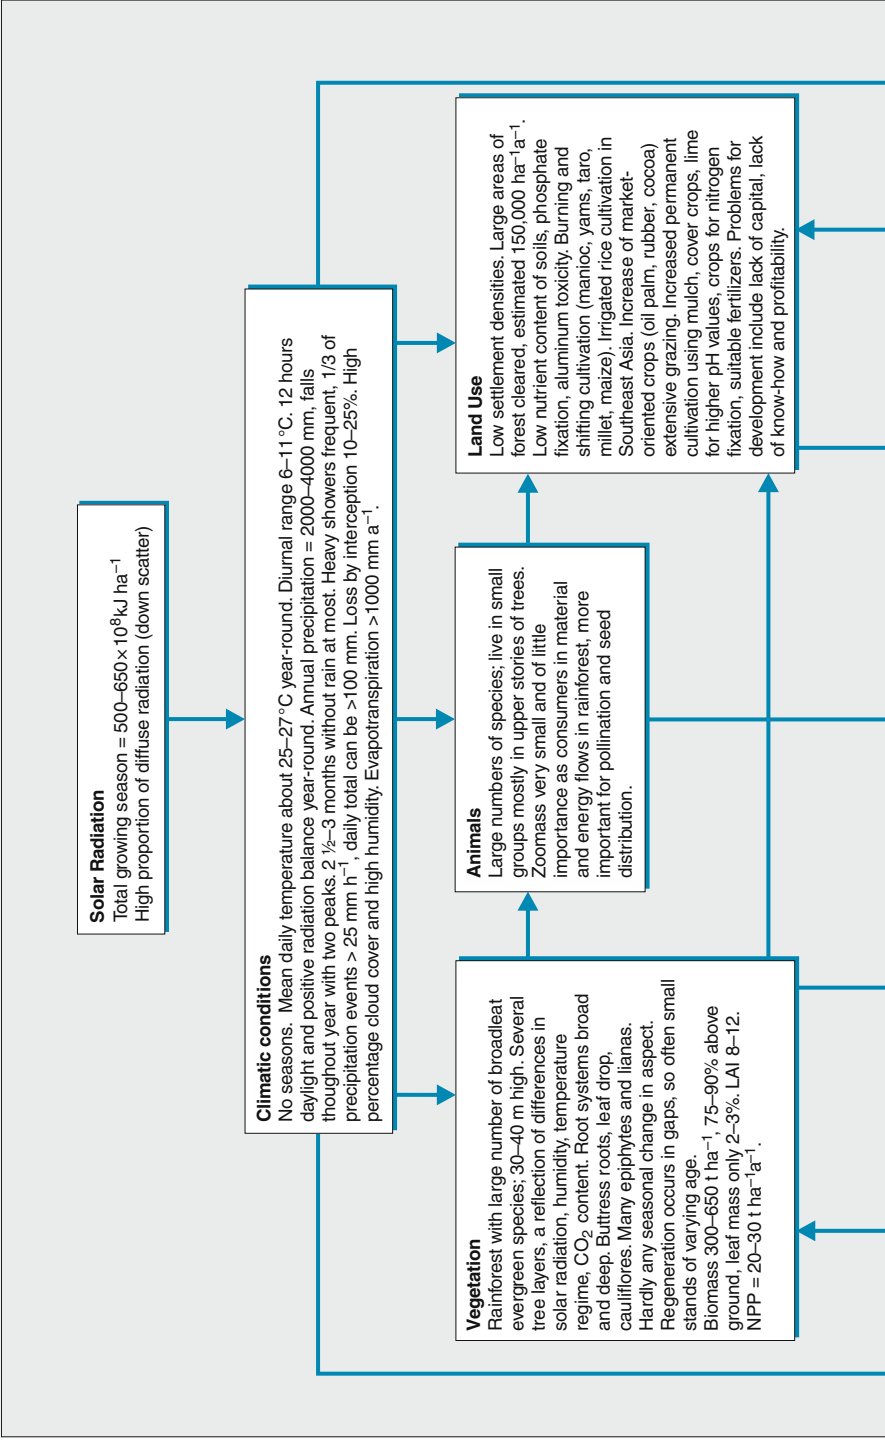 Solar Radiation
Total growing season = 500–650×10⁸kJ ha⁻¹
High proportion of diffuse radiation (down scatter)
Climatic conditions
No seasons. Mean daily temperature about 25–27°C year-round. Diurnal range 6–11°C. 12 hours
daylight and positive radiation balance year-round. Annual precipitation = 2000–4000 mm, falls
thoughout year with two peaks. 2 ½–3 months without rain at most. Heavy showers frequent, 1/3 of
precipitation events > 25 mm h⁻¹, daily total can be >100 mm. Loss by interception 10–25%. High
percentage cloud cover and high humidity. Evapotranspiration >1000 mm a⁻¹.
Vegetation
Rainforest with large number of broadleat
evergreen species; 30–40 m high. Several
tree layers, a reflection of differences in
solar radiation, humidity, temperature
regime, CO₂ content. Root systems broad
and deep. Buttress roots, leaf drop,
cauliflores. Many epiphytes and lianas.
Hardly any seasonal change in aspect.
Regeneration occurs in gaps, so often small
stands of varying age.
Biomass 300–650 t ha⁻¹, 75–90% above
ground, leaf mass only 2–3%. LAI 8–12.
NPP = 20–30 t ha⁻¹a⁻¹.
Animals
Large numbers of species; live in small
groups mostly in upper stories of trees.
Zoomass very small and of little
importance as consumers in material
and energy flows in rainforest, more
important for pollination and seed
distribution.
Land Use
Low settlement densities. Large areas of
forest cleared, estimated 150,000 ha⁻¹a⁻¹.
Low nutrient content of soils, phosphate
fixation, aluminum toxicity. Burning and
shifting cultivation (manioc, yams, taro,
millet, maize). Irrigated rice cultivation in
Southeast Asia. Increase of market-
oriented crops (oil palm, rubber, cocoa)
extensive grazing. Increased permanent
cultivation using mulch, cover crops, lime
for higher pH values, crops for nitrogen
fixation, suitable fertilizers. Problems for
development include lack of capital, lack
of know-how and profitability.